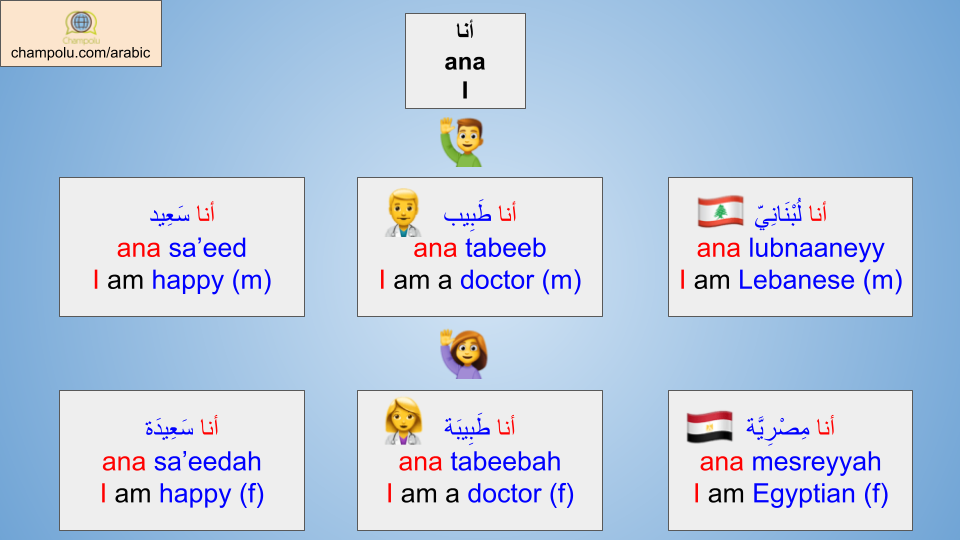 Champolu
champolu.com/arabic
أنا
ana
I
أنا سَعِيد
ana sa’eed
I am happy (m)
أنا طَبِيب
ana tabeeb
I am a doctor (m)
أنا لُبْنَانِيّ
ana lubnaaneyy
I am Lebanese (m)
أنا سَعِيدَة
ana sa’eedah
I am happy (f)
أنا طَبِيبَة
ana tabeebah
I am a doctor (f)
أنا مِصْرِيَّة
ana mesreyyah
I am Egyptian (f)